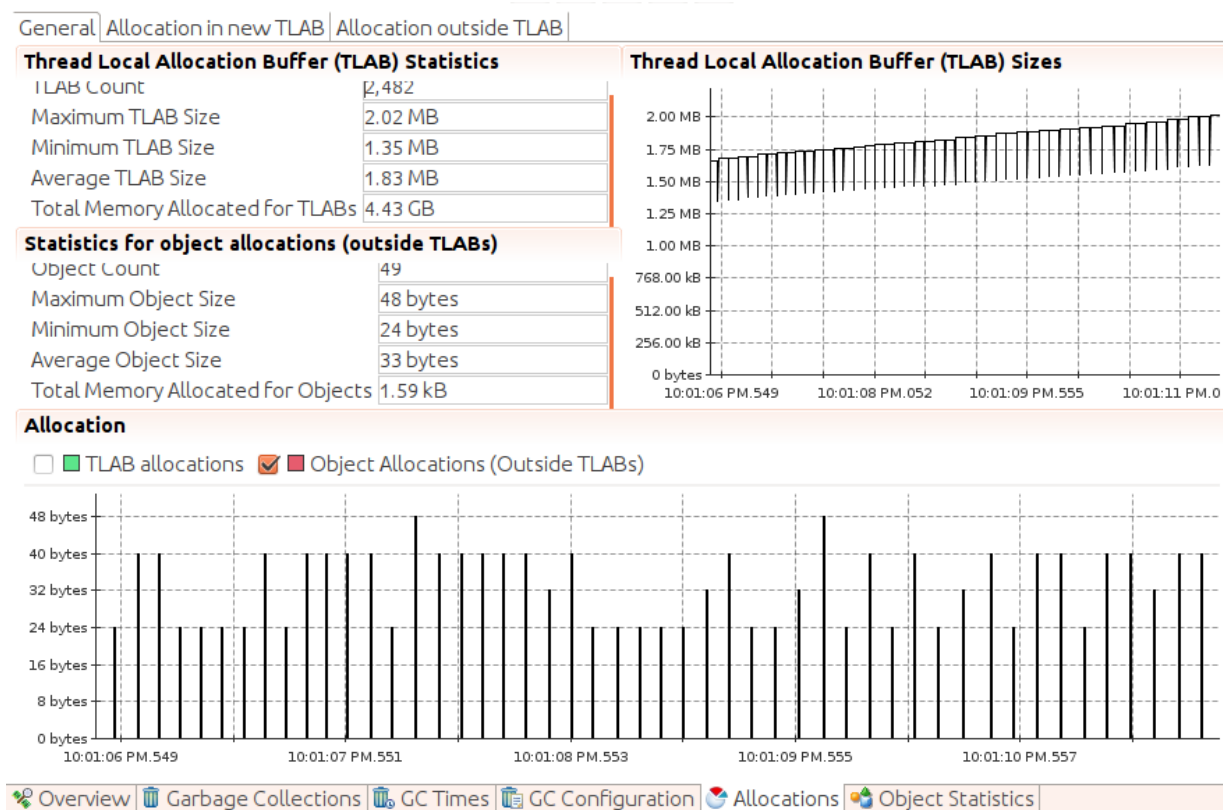 General Allocation in new TLAB Allocation outside TLAB
Thread Local Allocation Buffer (TLAB) Statistics
TLAB Count 2,482
Maximum TLAB Size 2.02 MB
Minimum TLAB Size 1.35 MB
Average TLAB Size 1.83 MB
Total Memory Allocated for TLABs 4.43 GB
Statistics for object allocations (outside TLABs)
Object Count 49
Maximum Object Size 48 bytes
Minimum Object Size 24 bytes
Average Object Size 33 bytes
Total Memory Allocated for Objects 1.59 kB
Thread Local Allocation Buffer (TLAB) Sizes
2.00 MB
1.75 MB
1.50 MB
1.25 MB
1.00 MB
768.00 kB
512.00 kB
256.00 kB
0 bytes
10:01:06 PM.549 10:01:08 PM.052 10:01:09 PM.555 10:01:11 PM.0
Allocation
TLAB allocations Object Allocations (Outside TLABs)
48 bytes
40 bytes
32 bytes
24 bytes
16 bytes
8 bytes
0 bytes
10:01:06 PM.549 10:01:07 PM.551 10:01:08 PM.553 10:01:09 PM.555 10:01:10 PM.557
Overview Garbage Collections GC Times GC Configuration Allocations Object Statistics